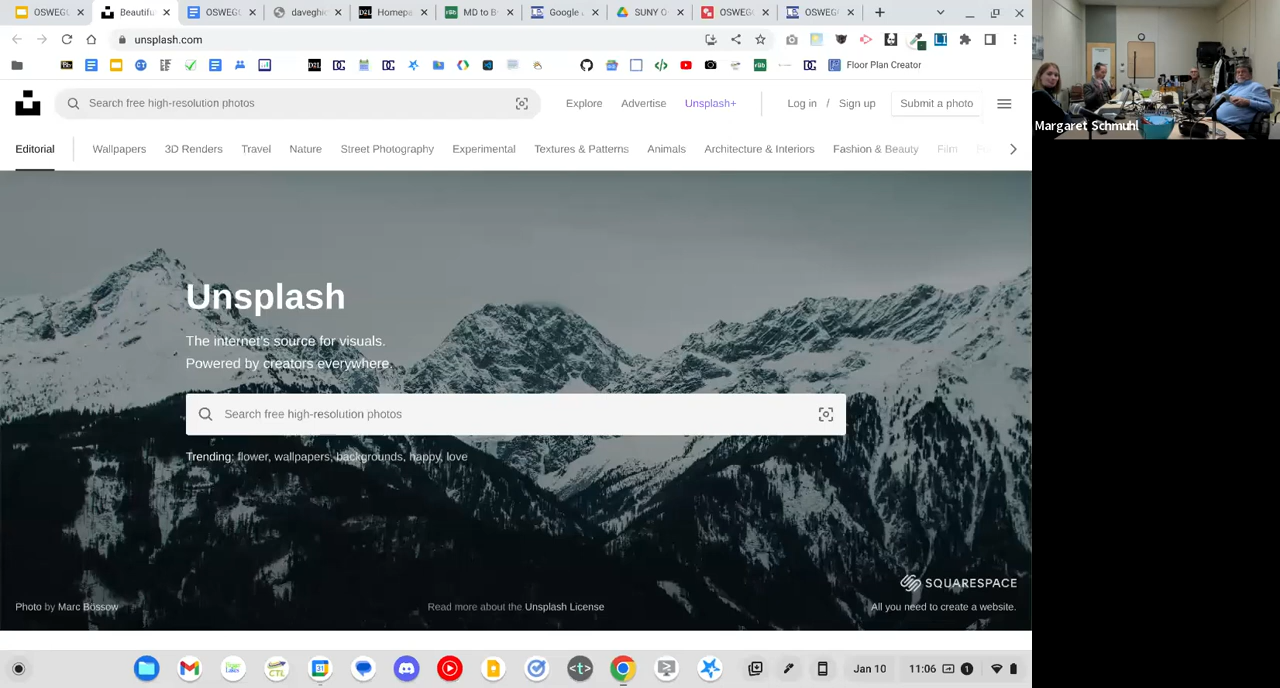 OSWEGO
Beautiful
OSWEGO
daveghi
Homepa
MD to B
Google
SUNY O
OSWEG
OSWEG
unsplash.com
Floor Plan Creator
Search free high-resolution photos
Explore
Advertise
Unsplash+
Log in / Sign up
Submit a photo
Editorial
Wallpapers
3D Renders
Travel
Nature
Street Photography
Experimental
Textures & Patterns
Animals
Architecture & Interiors
Fashion & Beauty
Film
Unsplash
The internet's source for visuals.
Powered by creators everywhere.
Search free high-resolution photos
Trending: flower, wallpapers, backgrounds, happy, love
SQUARESPACE
Photo by Marc Bossow
Read more about the Unsplash License
All you need to create a website.
Jan 10
11:06
1
Margaret Schmuhl